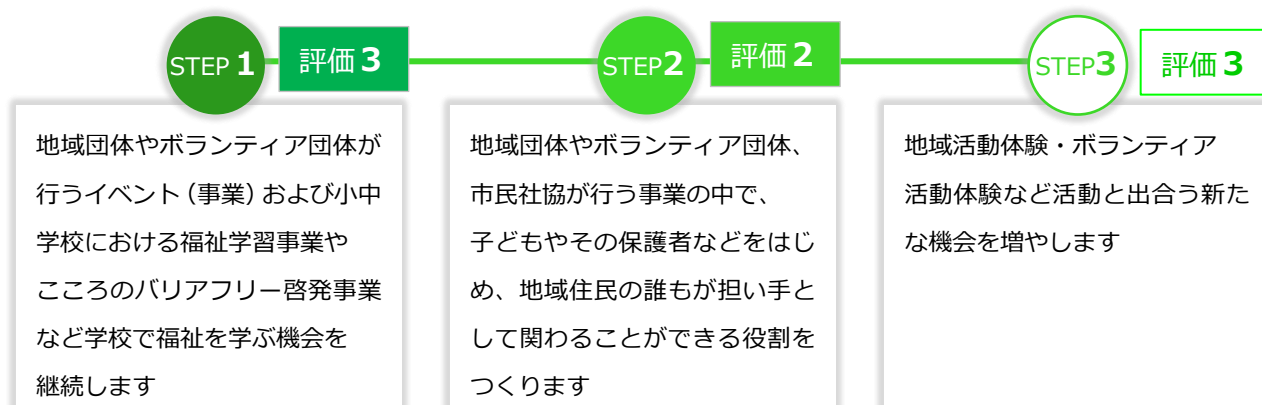 STEP 1 評価 3
地域団体やボランティア団体が
行うイベント（事業）および小中
学校における福祉学習事業や
こころのバリアフリー啓発事業
など学校で福祉を学ぶ機会を
継続します
STEP2 評価 2
地域団体やボランティア団体、
市民社協が行う事業の中で、
子どもやその保護者などをはじ
め、地域住民の誰もが担い手と
して関わることができる役割を
つくります
STEP3 評価 3
地域活動体験・ボランティア
活動体験など活動と出合う新た
な機会を増やします